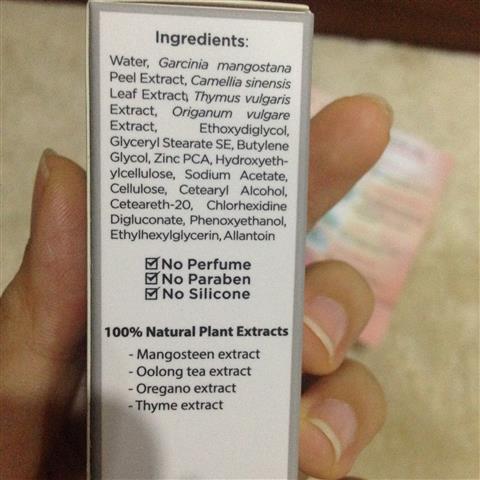 Ingredients:
Water, Garcinia mangostana
Peel Extract, Camellia sinensis
Leaf Extract, Thymus vulgaris
Extract, Origanum vulgare
Extract, Ethoxydiglycol,
Glyceryl Stearate SE, Butylene
Glycol, Zinc PCA, Hydroxyeth-
ylcellulose, Sodium Acetate,
Cellulose, Cetearyl Alcohol,
Ceteareth-20, Chlorhexidine
Digluconate, Phenoxyethanol,
Ethylhexylglycerin, Allantoin
No Perfume
No Paraben
No Silicone
100% Natural Plant Extracts
- Mangosteen extract
- Oolong tea extract
- Oregano extract
- Thyme extract